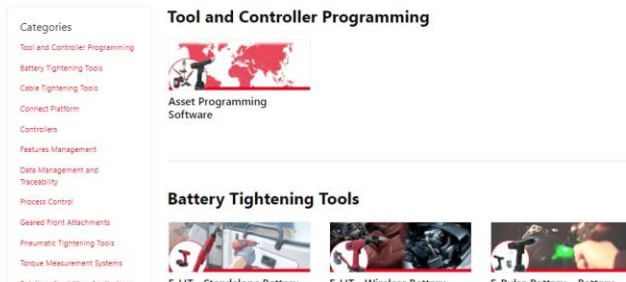 Categories
Tool and Controller Programming
Battery Tightening Tools
Cable Tightening Tools
Connect Platform
Controllers
Features Management
Data Management and
Traceability
Process Control
Geared Front Attachments
Pneumatic Tightening Tools
Torque Measurement Systems
Tool and Controller Programming
Asset Programming
Software
Battery Tightening Tools